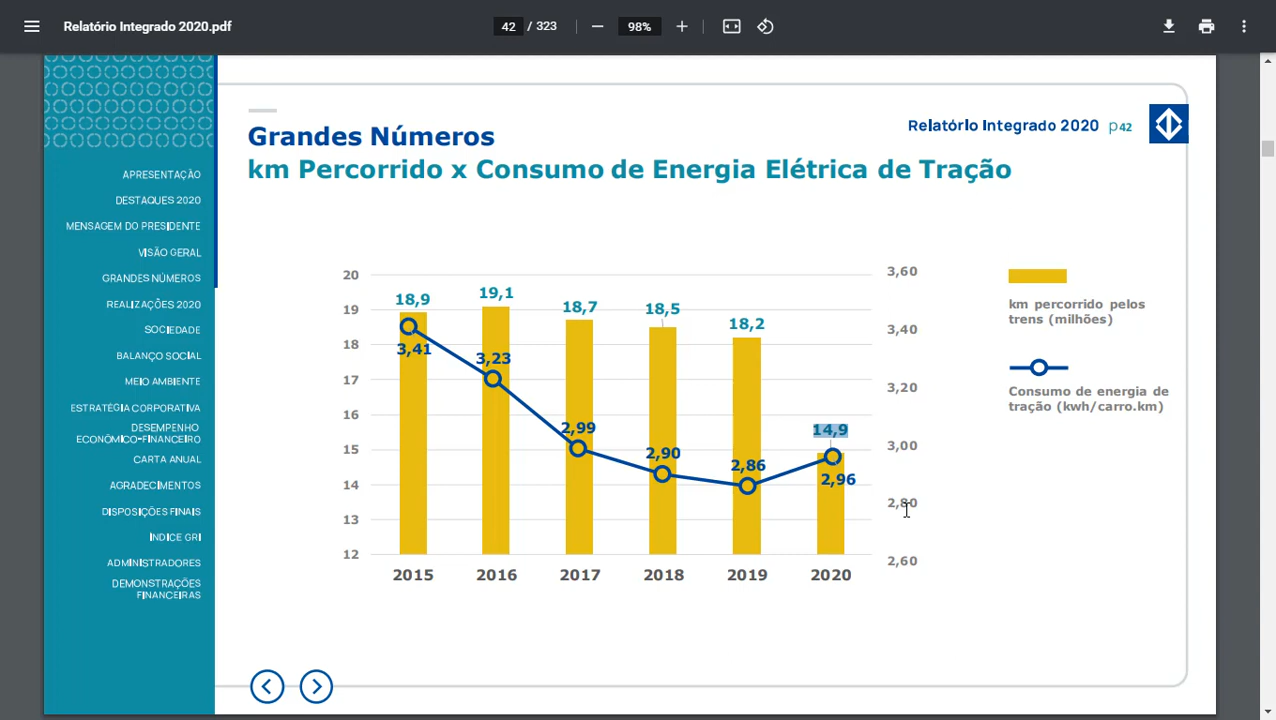 Relatório Integrado 2020.pdf
42 / 323
98%
Relatório Integrado 2020 p42
Grandes Números
km Percorrido x Consumo de Energia Elétrica de Tração
APRESENTAÇÃO
DESTAQUES 2020
MENSAGEM DO PRESIDENTE
VISÃO GERAL
GRANDES NÚMEROS
REALIZAÇÕES 2020
SOCIEDADE
BALANÇO SOCIAL
MEIO AMBIENTE
ESTRATÉGIA CORPORATIVA
DESEMPENHO
ECONÔMICO-FINANCEIRO
CARTA ANUAL
AGRADECIMENTOS
DISPOSIÇÕES FINAIS
ÍNDICE GRI
ADMINISTRADORES
DEMONSTRAÇÕES
FINANCEIRAS
20
19
18
17
16
15
14
13
12
18,9
19,1
18,7
18,5
18,2
14,9
3,41
3,23
2,99
2,90
2,86
2,96
2015
2016
2017
2018
2019
2020
3,60
3,40
3,20
3,00
2,80
2,60
km percorrido pelos
trens (milhões)
Consumo de energia de
tração (kwh/carro.km)